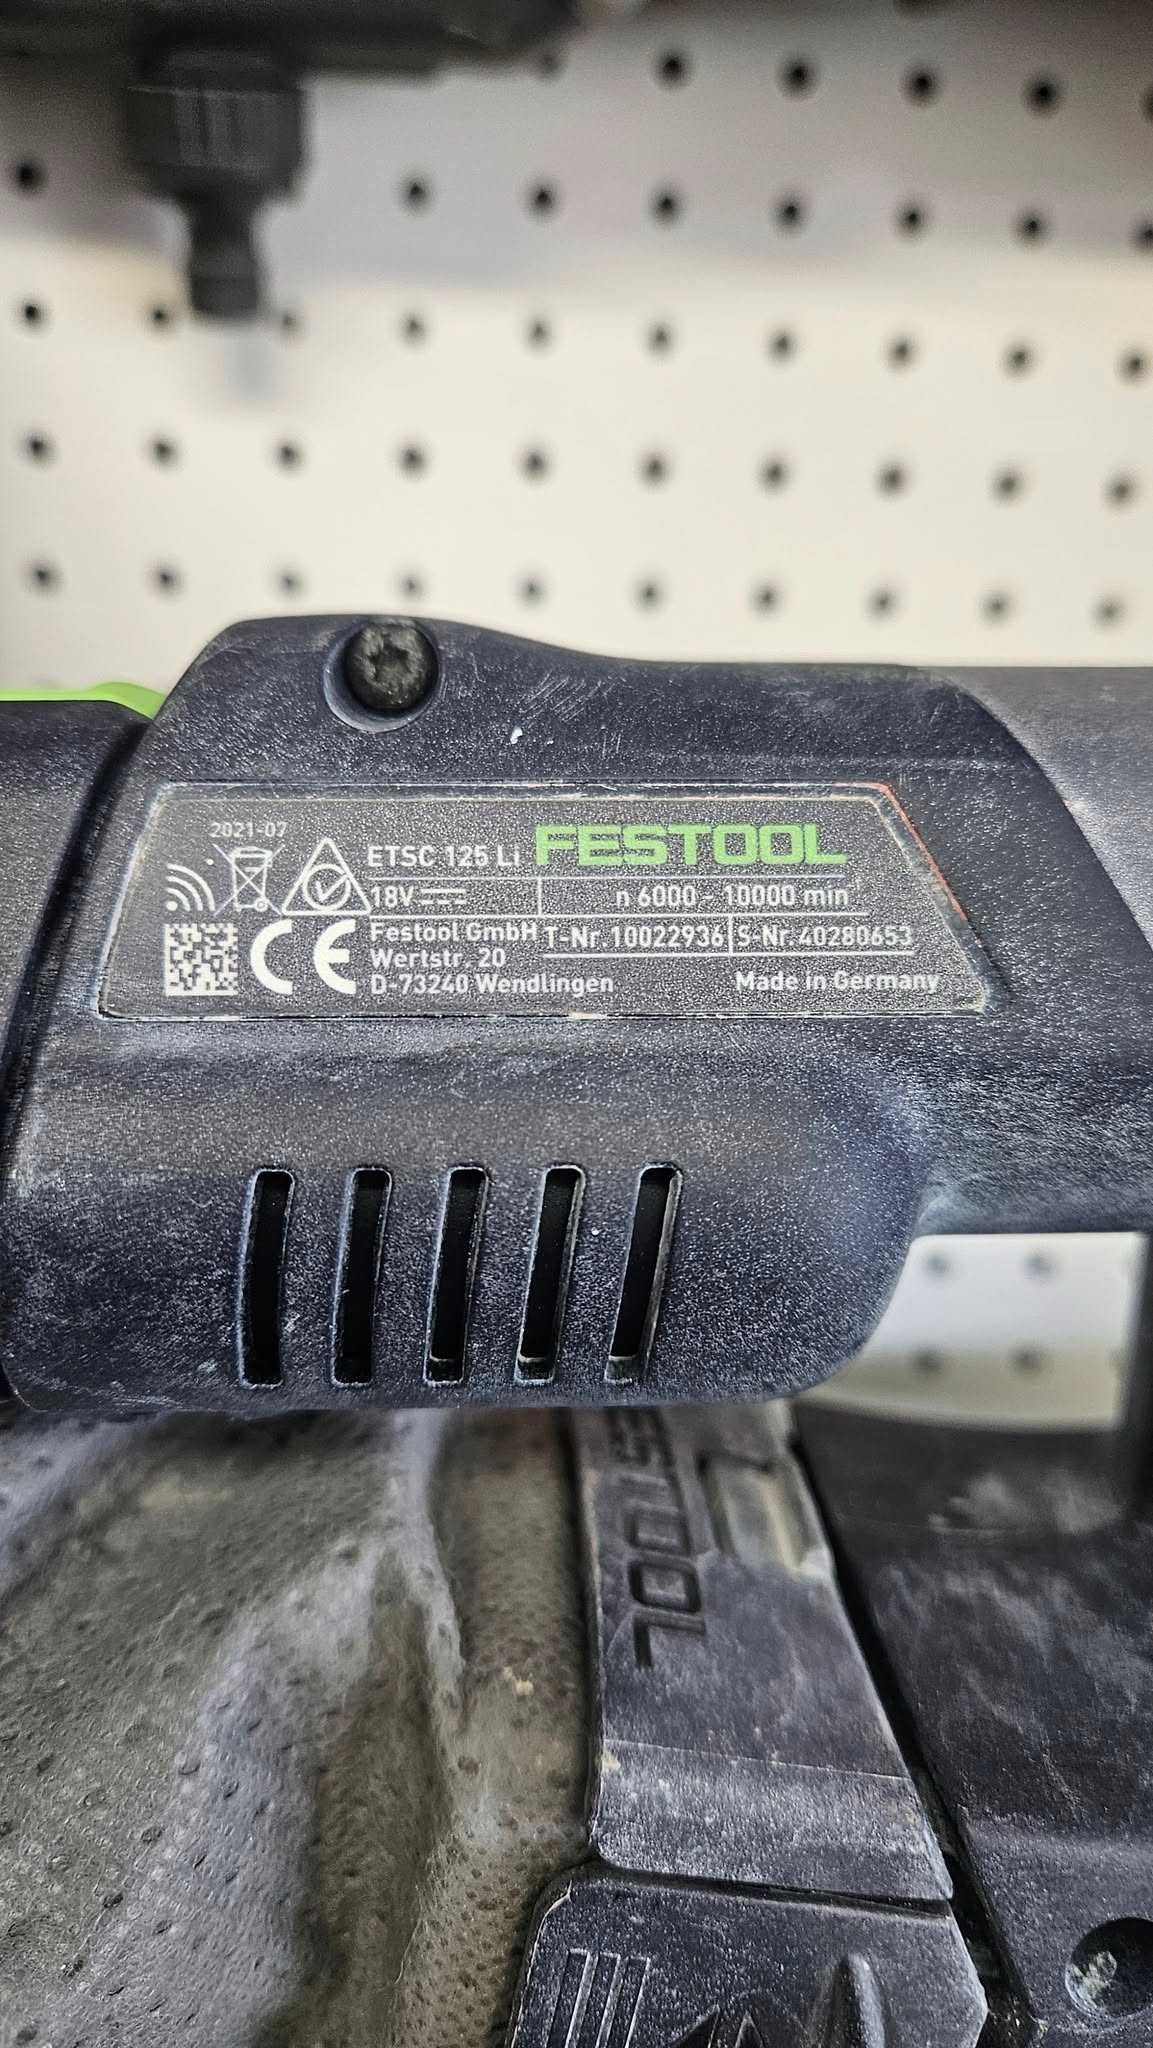 2021-07
ETSC 125 Li FESTOOL
18V n 6000 - 10000 min
CE
Festool GmbH T-Nr. 10022936 S-Nr. 40280653
Wertstr. 20
D-73240 Wendlingen Made in Germany
FESTOOL